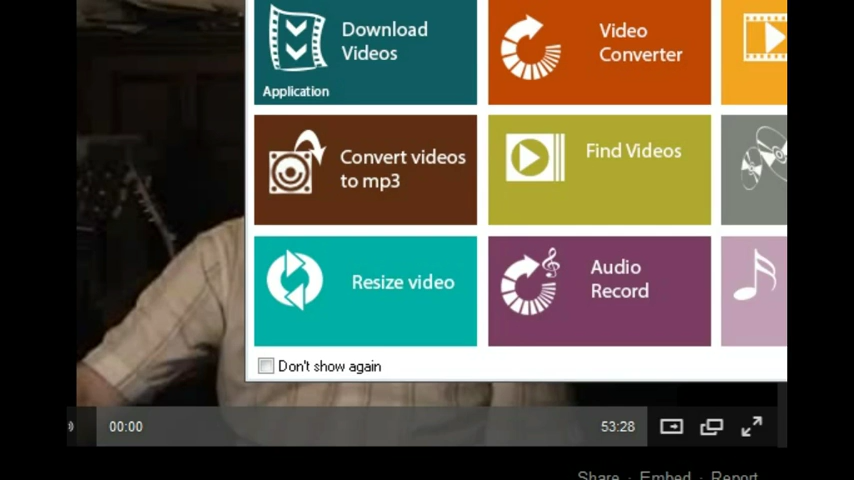 Download
Videos
Application
Video
Converter
Convert videos
to mp3
Find Videos
Resize video
Audio
Record
Don't show again
00:00
53:28
Share · Embed · Report